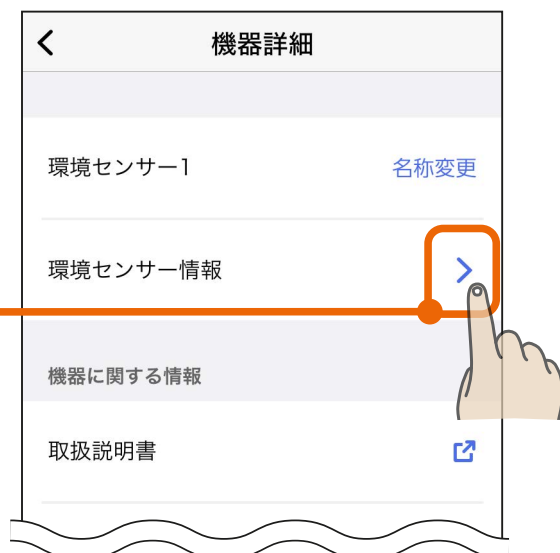 機器詳細
環境センサー1 名称変更
環境センサー情報
機器に関する情報
取扱説明書